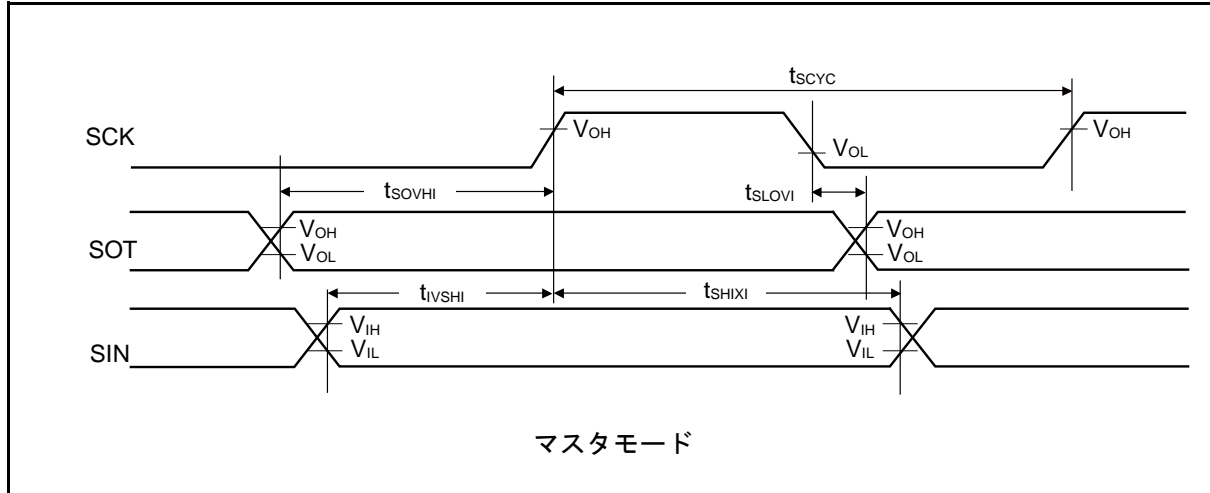 tSCYC
SCK
VOH
VOH
VOL
tSOVHI
tSLOVI
VOH
VOH
SOT
VOL
VOL
tIVSHI
tSHIXI
VIH
VIH
SIN
VIL
VIL
マスタモード